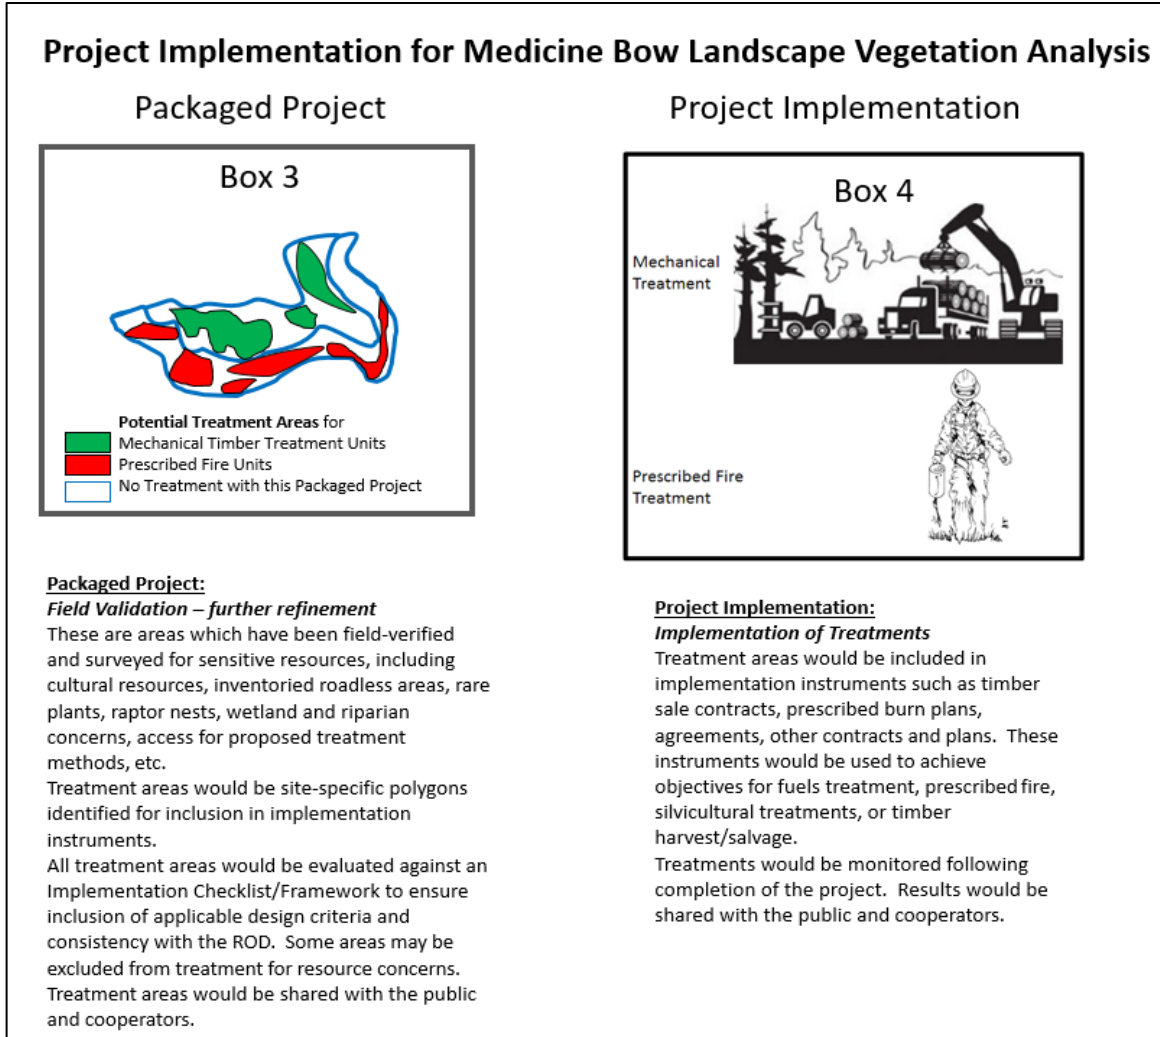 Project Implementation for Medicine Bow Landscape Vegetation Analysis
Packaged Project
Box 3
Potential Treatment Areas for
Mechanical Timber Treatment Units
Prescribed Fire Units
No Treatment with this Packaged Project
Packaged Project:
Field Validation – further refinement
These are areas which have been field-verified
and surveyed for sensitive resources, including
cultural resources, inventoried roadless areas, rare
plants, raptor nests, wetland and riparian
concerns, access for proposed treatment
methods, etc.
Treatment areas would be site-specific polygons
identified for inclusion in implementation
instruments.
All treatment areas would be evaluated against an
Implementation Checklist/Framework to ensure
inclusion of applicable design criteria and
consistency with the ROD.  Some areas may be
excluded from treatment for resource concerns.
Treatment areas would be shared with the public
and cooperators.
Project Implementation
Box 4
Mechanical
Treatment
Prescribed Fire
Treatment
Project Implementation:
Implementation of Treatments
Treatment areas would be included in
implementation instruments such as timber
sale contracts, prescribed burn plans,
agreements, other contracts and plans.  These
instruments would be used to achieve
objectives for fuels treatment, prescribed fire,
silvicultural treatments, or timber
harvest/salvage.
Treatments would be monitored following
completion of the project.  Results would be
shared with the public and cooperators.